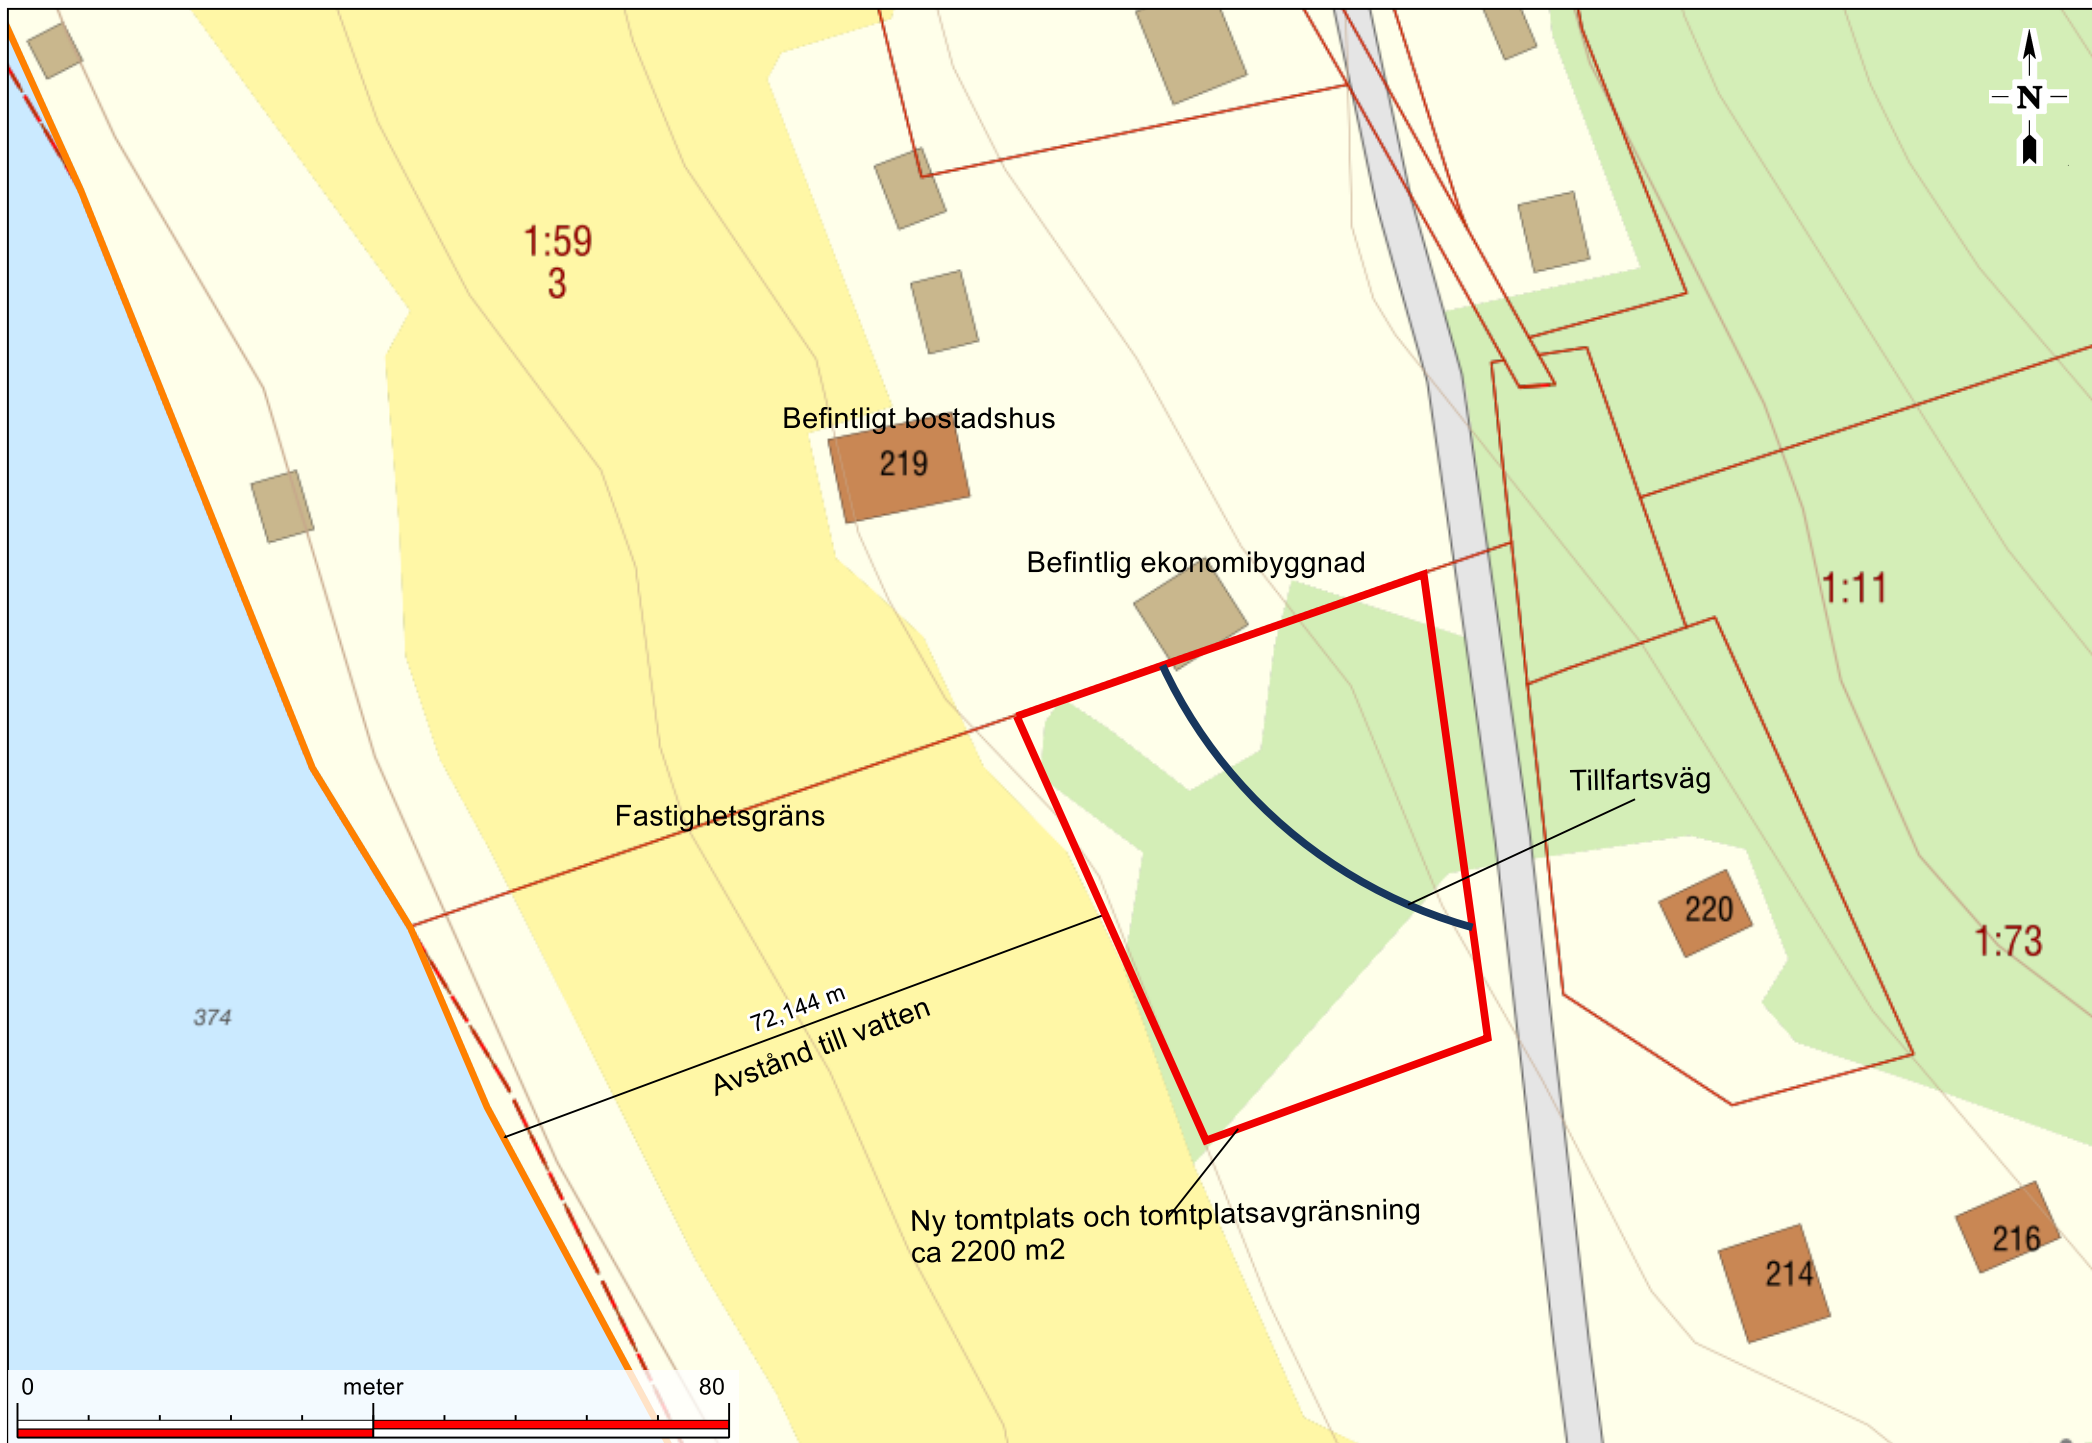 N
1:59
3
Befintligt bostadshus
219
Befintlig ekonomibyggnad
1:11
Tillfartsväg
Fastighetsgräns
220
1:73
72,144 m
Avstånd till vatten
374
Ny tomtplats och tomtplatsavgränsning
ca 2200 m2
216
214
0 meter 80